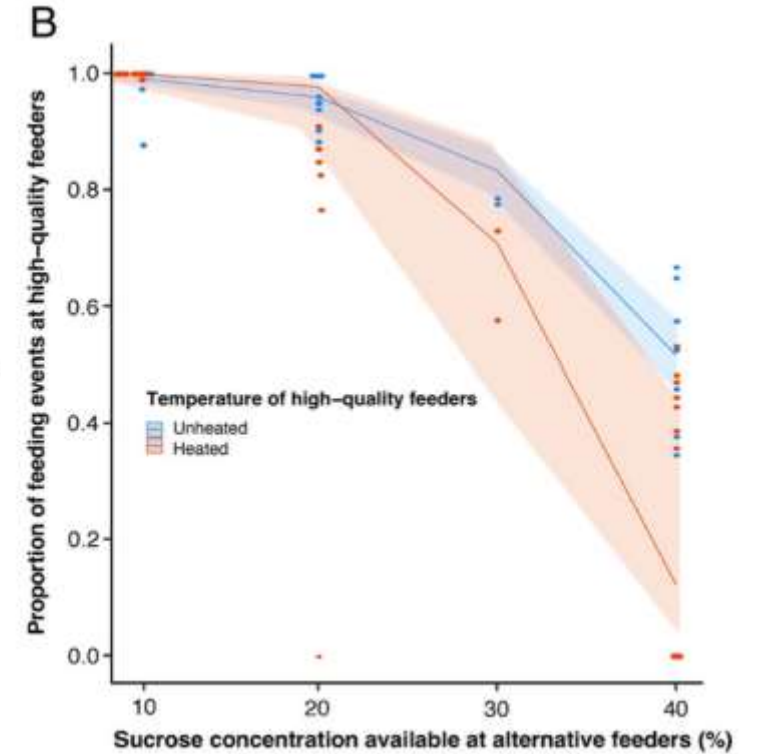 B
Proportion of feeding events at high–quality feeders
1.0
0.8
0.6
0.4
0.2
0.0
Temperature of high–quality feeders
Unheated
Heated
10 20 30 40
Sucrose concentration available at alternative feeders (%)